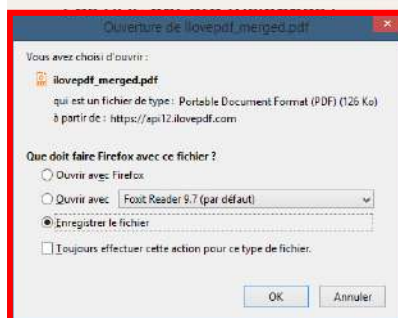 Ouverture de ilovepdf_merged.pdf
Vous avez choisi d'ouvrir :
ilovepdf_merged.pdf
qui est un fichier de type : Portable Document Format (PDF) (126 Ko)
à partir de : https://api12.ilovepdf.com
Que doit faire Firefox avec ce fichier ?
Ouvrir avec Firefox
Ouvrir avec Foxit Reader 9.7 (par défaut)
Enregistrer le fichier
Toujours effectuer cette action pour ce type de fichier.
OK Annuler